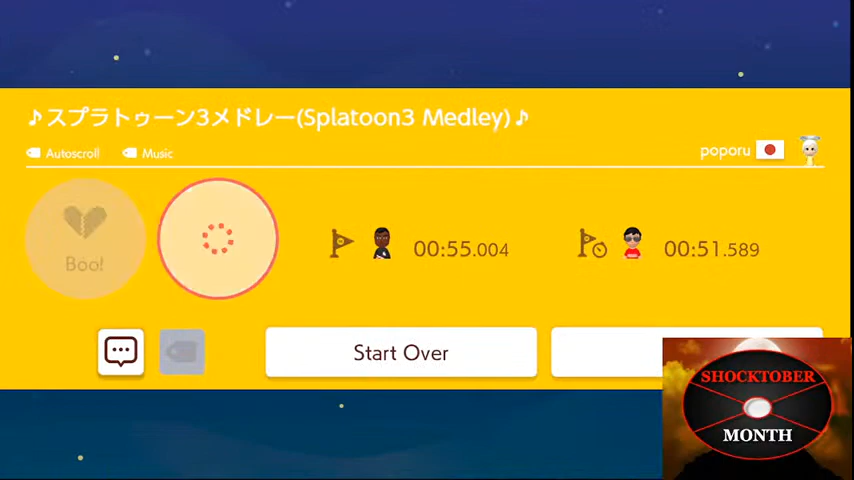 ♪スプラトゥーン3メドレー(Splatoon3 Medley)♪
Autoscroll
Music
poporu
Boo!
00:55.004
00:51.589
Start Over
SHOCKTOBER
MONTH